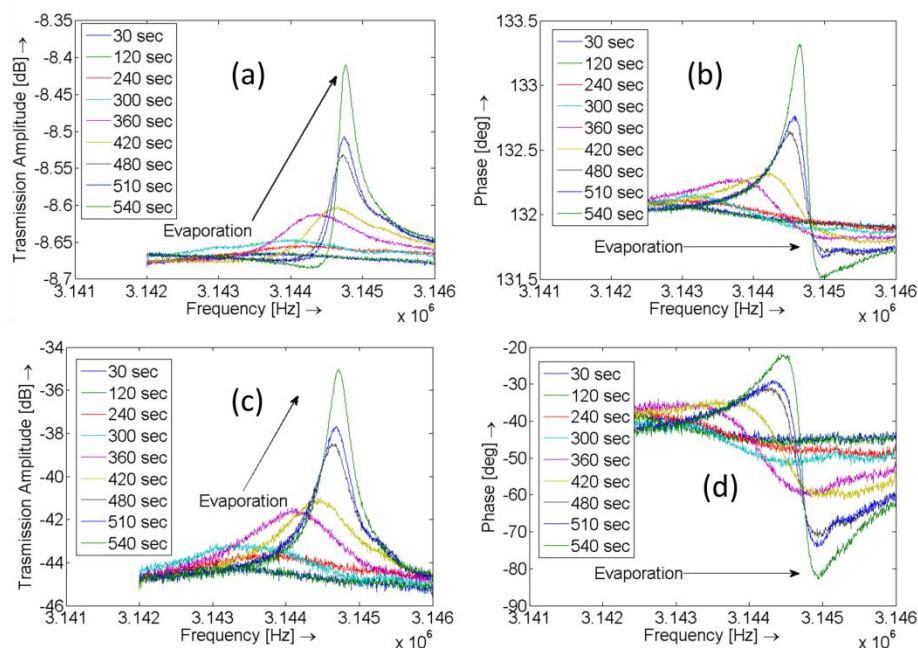 -8.35
-8.4
-8.45
-8.5
-8.55
-8.6
-8.65
-8.7
Trasmission Amplitude [dB] →
30 sec
120 sec
240 sec
300 sec
360 sec
420 sec
480 sec
510 sec
540 sec
(a)
Evaporation
3.141 3.142 3.143 3.144 3.145 3.146
Frequency [Hz] →
x 10⁶
133.5
133
132.5
132
131.5
Phase [deg] →
30 sec
120 sec
240 sec
300 sec
360 sec
420 sec
480 sec
510 sec
540 sec
(b)
Evaporation
3.141 3.142 3.143 3.144 3.145 3.146
Frequency [Hz] →
x 10⁶
-34
-36
-38
-40
-42
-44
-46
Trasmission Amplitude [dB] →
30 sec
120 sec
240 sec
300 sec
360 sec
420 sec
480 sec
510 sec
540 sec
(c)
Evaporation
3.141 3.142 3.143 3.144 3.145 3.146
Frequency [Hz] →
x 10⁶
-20
-30
-40
-50
-60
-70
-80
-90
Phase [deg] →
30 sec
120 sec
240 sec
300 sec
360 sec
420 sec
480 sec
510 sec
540 sec
(d)
Evaporation
3.141 3.142 3.143 3.144 3.145 3.146
Frequency [Hz] →
x 10⁶